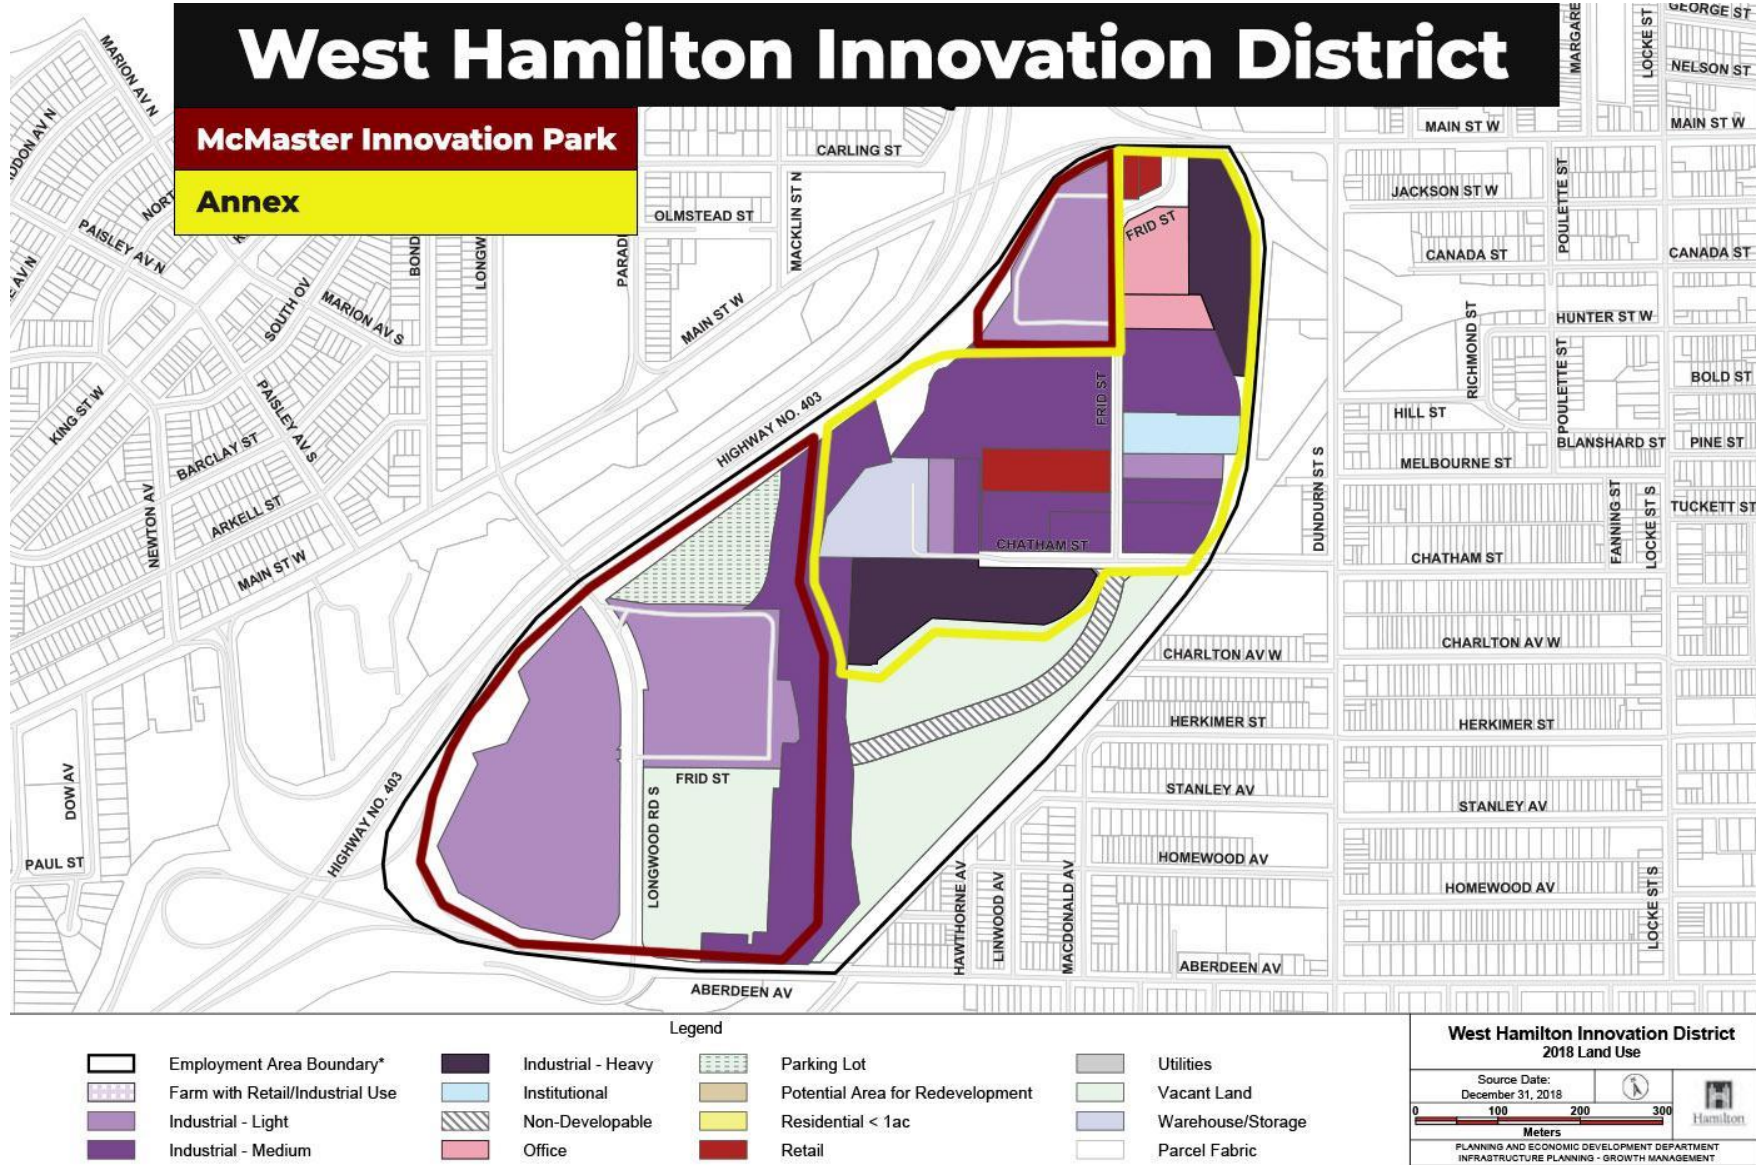 West Hamilton Innovation District
McMaster Innovation Park
Annex
MARION AV N
PAISLEY AV N
SOUTH OV
MARION AV S
PAISLEY AV S
KING ST W
BARCLAY ST
ARKELL ST
NEWTON AV
MAIN ST W
DOW AV
PAUL ST
BOND
LONGW
PARADI
OLMSTEAD ST
CARLING ST
MACKLIN ST N
MAIN ST W
HIGHWAY NO. 403
HIGHWAY NO. 403
FRID ST
FRID ST
CHATHAM ST
FRID ST
LONGWOOD RD S
ABERDEEN AV
GEORGE ST
LOCKE ST
NELSON ST
MARGARE
MAIN ST W
MAIN ST W
JACKSON ST W
POULETTE ST
CANADA ST
CANADA ST
HUNTER ST W
RICHMOND ST
POULETTE ST
BOLD ST
HILL ST
BLANSHARD ST
PINE ST
MELBOURNE ST
DUNDURN ST S
FANNING ST
LOCKE ST S
TUCKETT ST
CHATHAM ST
CHARLTON AV W
CHARLTON AV W
HERKIMER ST
HERKIMER ST
STANLEY AV
STANLEY AV
HOMEWOOD AV
HOMEWOOD AV
HAWTHORNE AV
LINWOOD AV
MACDONALD AV
LOCKE ST S
ABERDEEN AV
Legend
Employment Area Boundary*
Farm with Retail/Industrial Use
Industrial - Light
Industrial - Medium
Industrial - Heavy
Institutional
Non-Developable
Office
Parking Lot
Potential Area for Redevelopment
Residential < 1ac
Retail
Utilities
Vacant Land
Warehouse/Storage
Parcel Fabric
West Hamilton Innovation District
2018 Land Use
Source Date:
December 31, 2018
0 100 200 300
Meters
Hamilton
PLANNING AND ECONOMIC DEVELOPMENT DEPARTMENT
INFRASTRUCTURE PLANNING - GROWTH MANAGEMENT